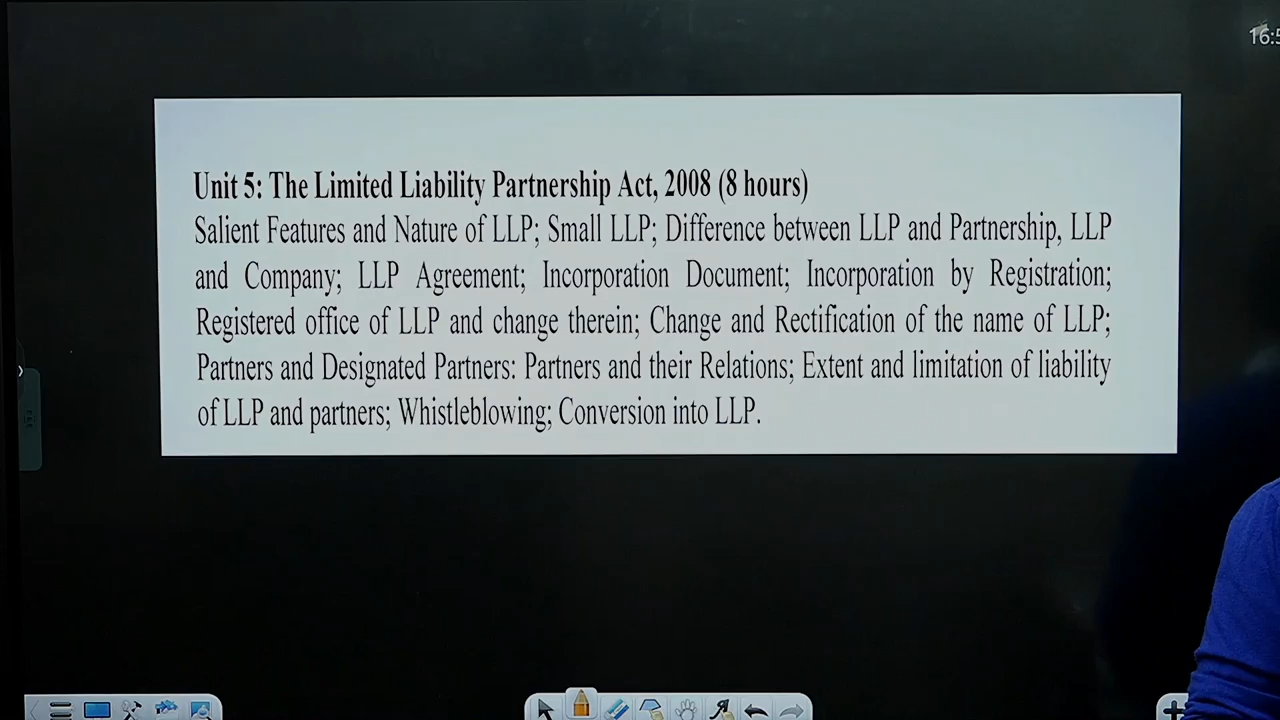 16:5
Unit 5: The Limited Liability Partnership Act, 2008 (8 hours)
Salient Features and Nature of LLP; Small LLP; Difference between LLP and Partnership, LLP
and Company; LLP Agreement; Incorporation Document; Incorporation by Registration;
Registered office of LLP and change therein; Change and Rectification of the name of LLP;
Partners and Designated Partners: Partners and their Relations; Extent and limitation of liability
of LLP and partners; Whistleblowing; Conversion into LLP.